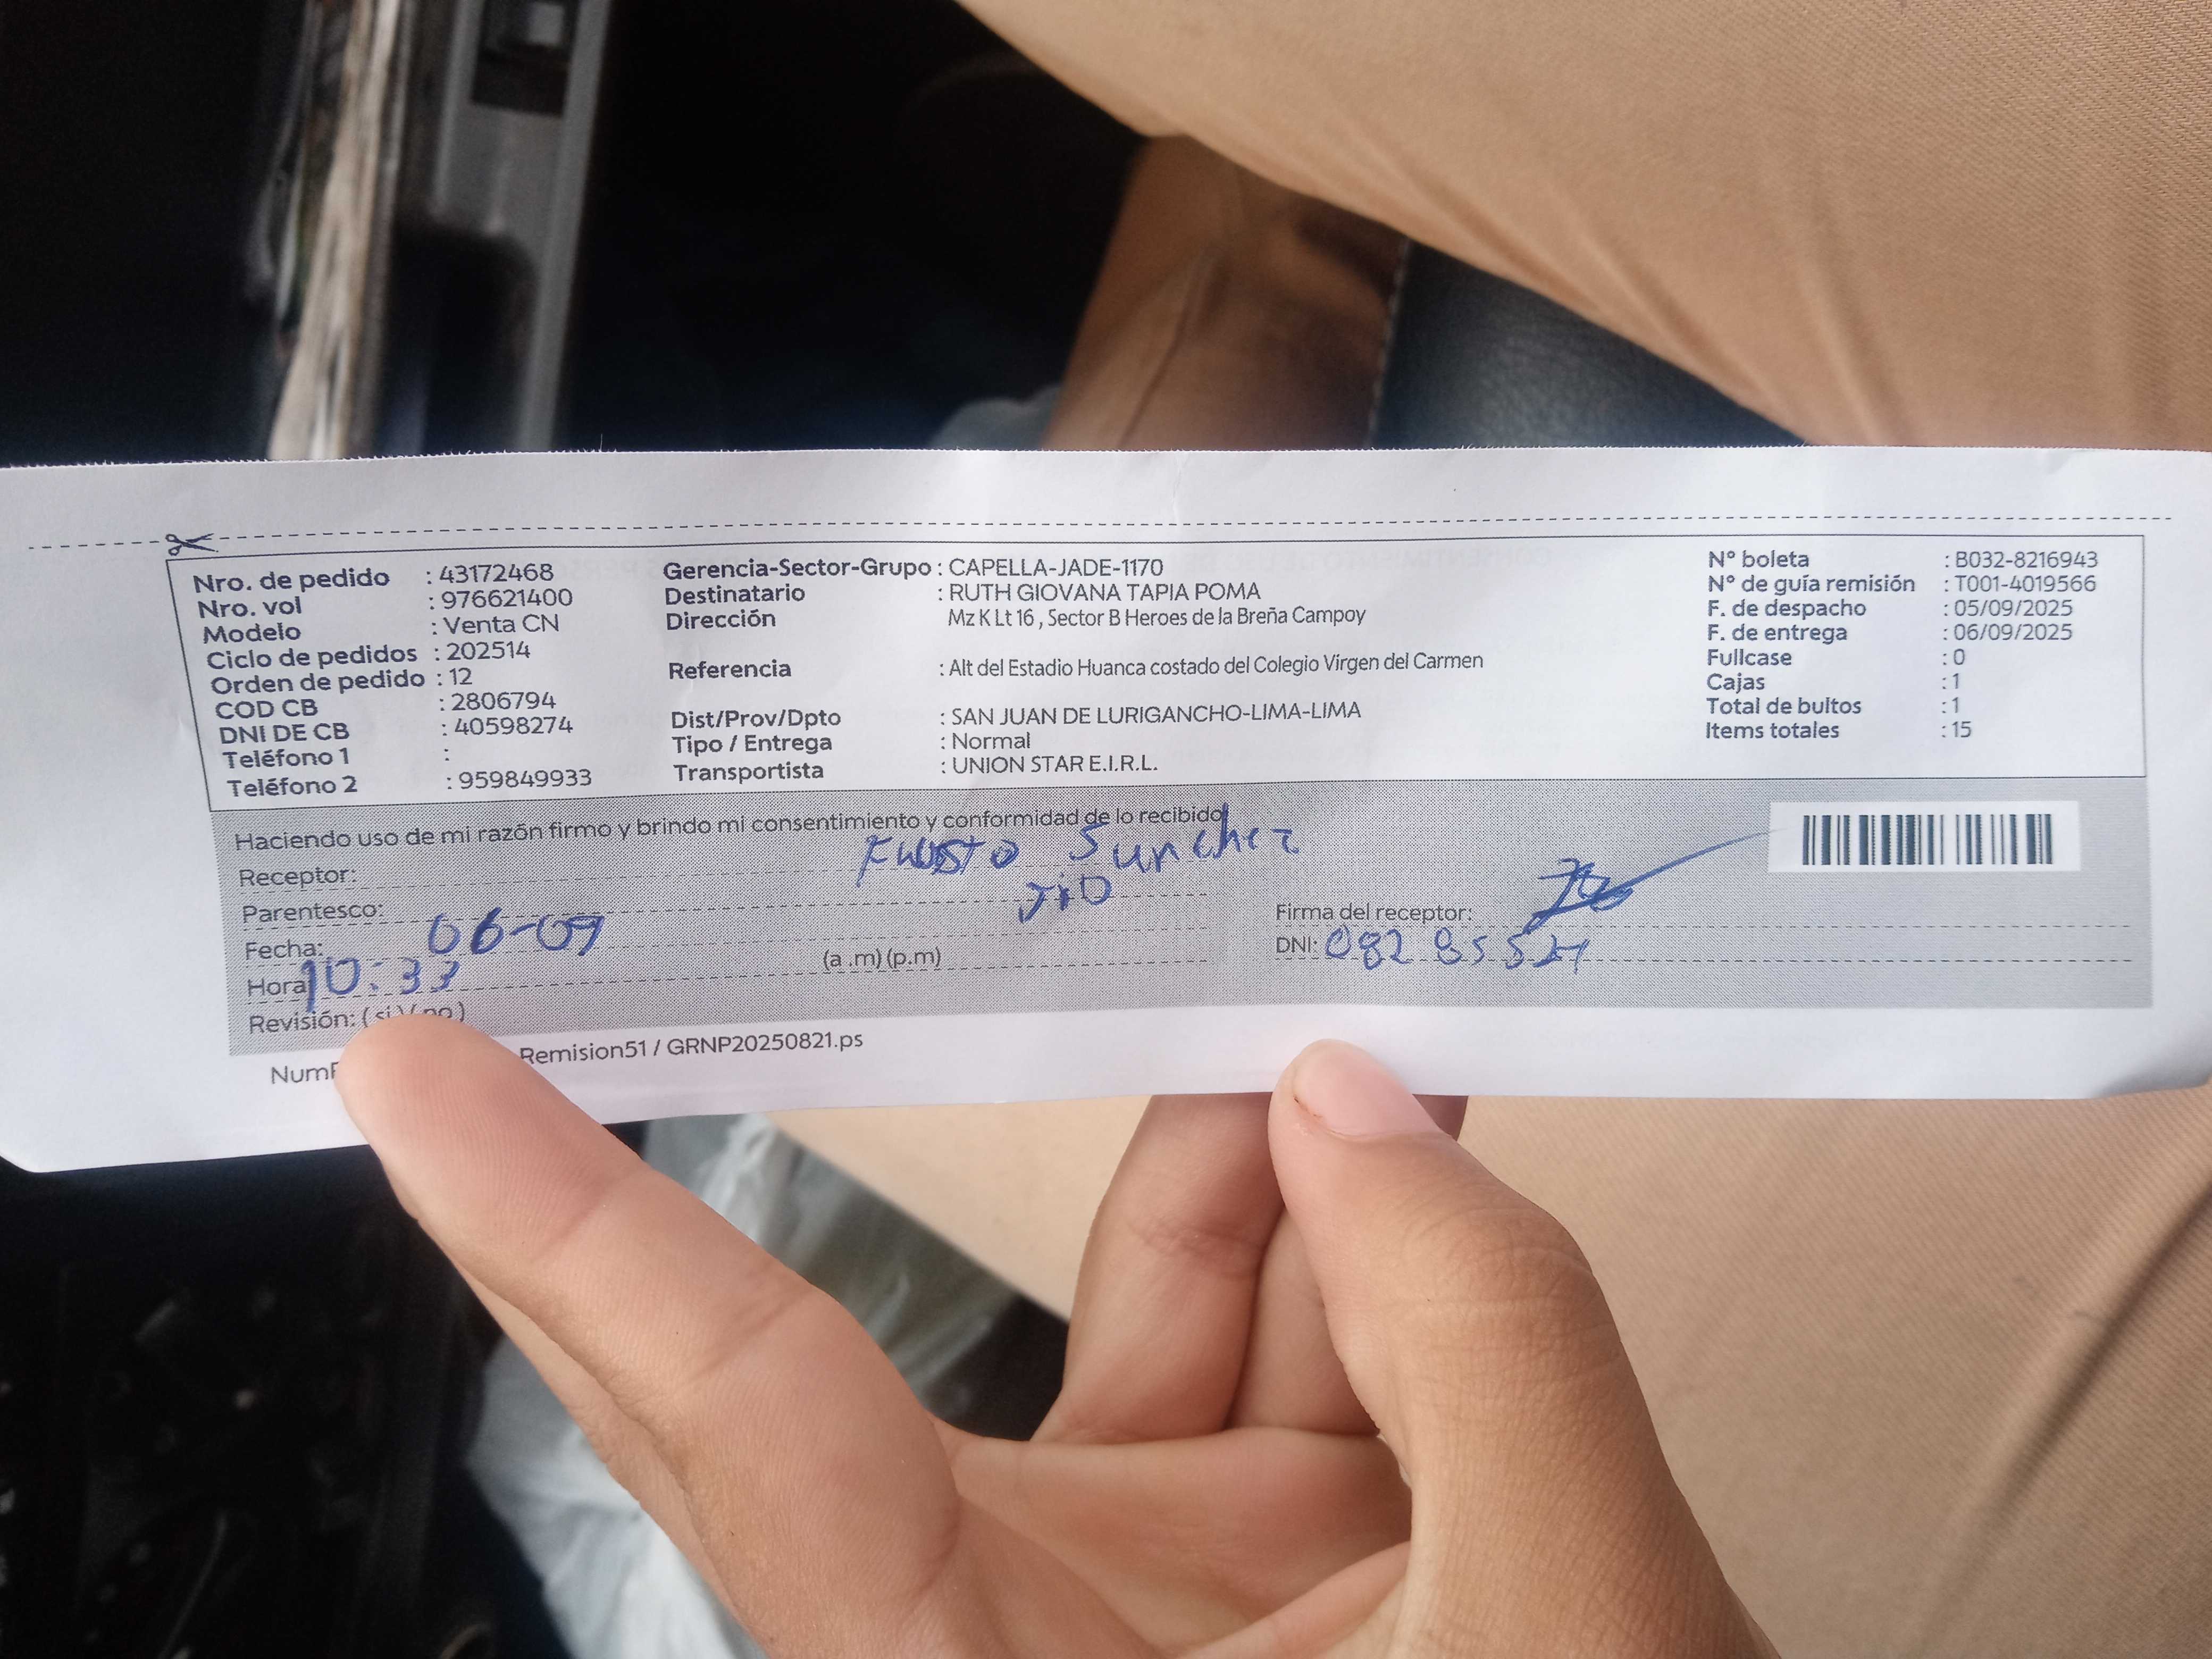 Nro. de pedido : 43172468
Nro. vol : 976621400
Modelo : Venta CN
Ciclo de pedidos : 202514
Orden de pedido : 12
COD CB : 2806794
DNI DE CB : 40598274
Teléfono 1 :
Teléfono 2 : 959849933
Gerencia-Sector-Grupo : CAPELLA-JADE-1170
Destinatario : RUTH GIOVANA TAPIA POMA
Dirección Mz K Lt 16 , Sector B Heroes de la Breña Campoy
Referencia : Alt del Estadio Huanca costado del Colegio Virgen del Carmen
Dist/Prov/Dpto : SAN JUAN DE LURIGANCHO-LIMA-LIMA
Tipo / Entrega : Normal
Transportista : UNION STAR E.I.R.L.
N° boleta : B032-8216943
N° de guía remisión : T001-4019566
F. de despacho : 05/09/2025
F. de entrega : 06/09/2025
Fullcase : 0
Cajas : 1
Total de bultos : 1
Items totales : 15
Haciendo uso de mi razón firmo y brindo mi consentimiento y conformidad de lo recibido
Receptor: Sanchez
Parentesco: Tio
Fecha: 06-09
Hora 10:33 (a .m) (p.m)
Revisión: ( si ) ( no )
Firma del receptor:
DNI:
Remision51 / GRNP20250821.ps